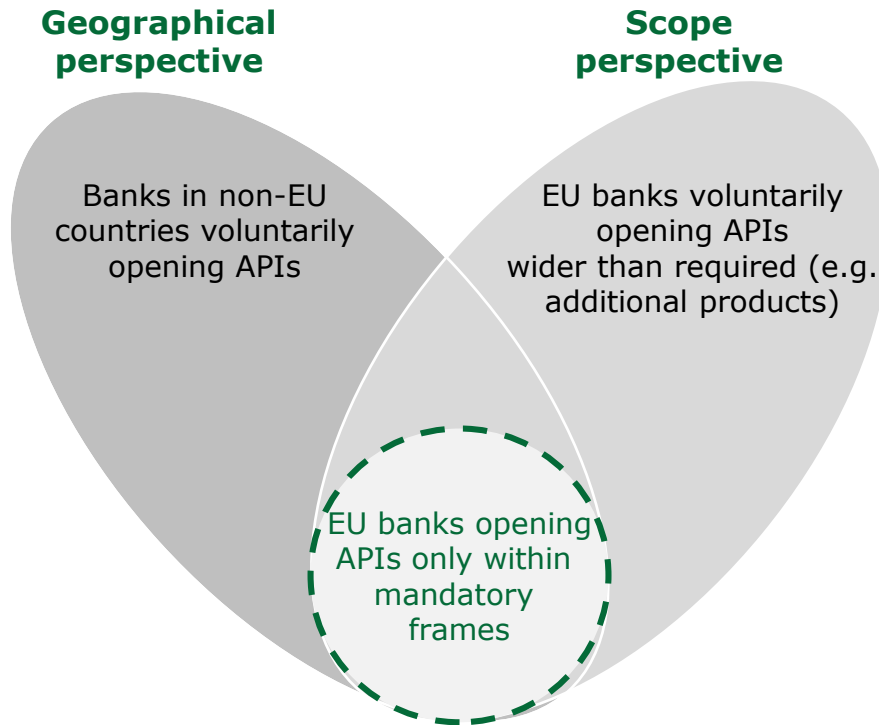 Geographical
perspective
Scope
perspective
Banks in non-EU
countries voluntarily
opening APIs
EU banks voluntarily
opening APIs
wider than required (e.g.
additional products)
EU banks opening
APIs only within
mandatory
frames